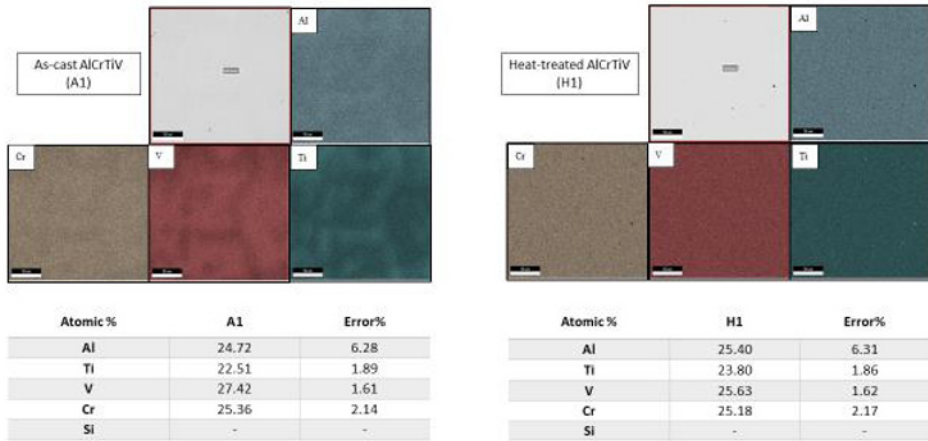 As-cast AlCrTiV
(A1)
Al
Cr
V
Ti
Atomic % A1 Error%
Al 24.72 6.28
Ti 22.51 1.89
V 27.42 1.61
Cr 25.36 2.14
Si - -
Heat-treated AlCrTiV
(H1)
Al
Cr
V
Ti
Atomic % H1 Error%
Al 25.40 6.31
Ti 23.80 1.86
V 25.63 1.62
Cr 25.18 2.17
Si - -